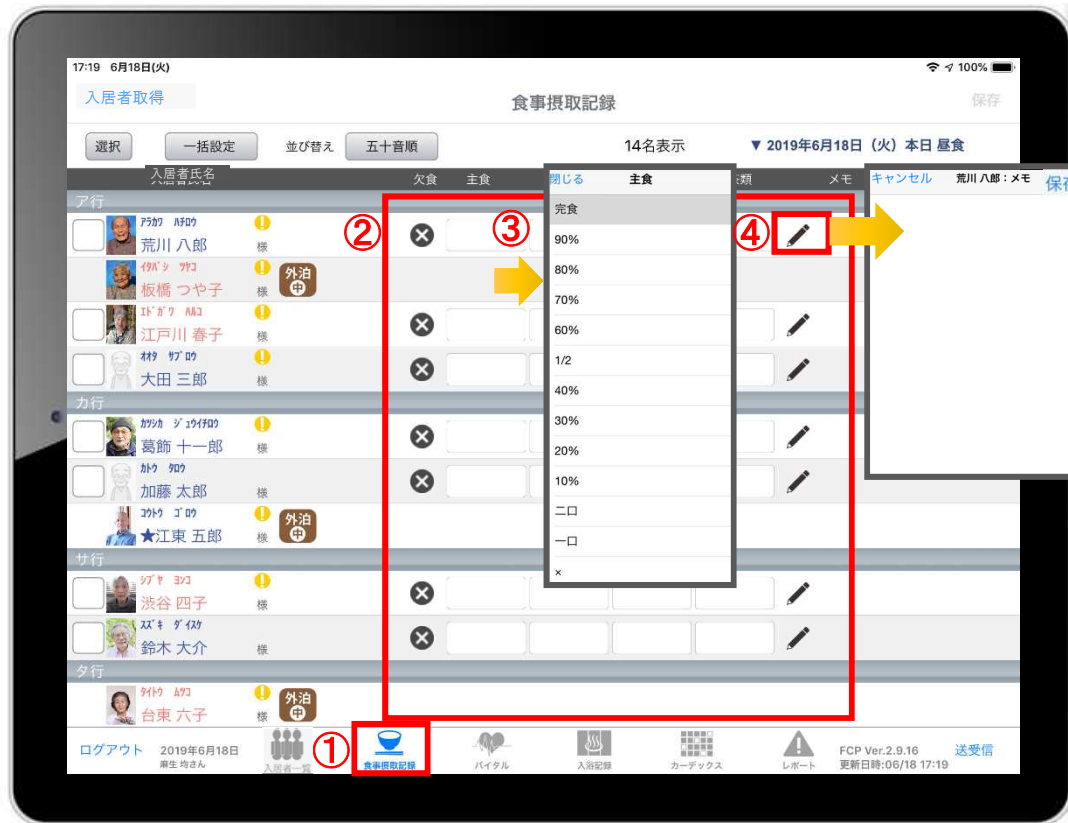 17:19 6月18日(火)
100%
入居者取得
食事摂取記録
保存
選択
一括設定
並び替え
五十音順
14名表示
▼ 2019年6月18日（火）本日 昼食
入居者氏名
欠食
主食
類
メモ
ア行
②
③
④
①
アラカワ ハチロウ
荒川 八郎
様
イタバシ ツヤコ
板橋 つや子
様
外泊中
エドガワ ハルコ
江戸川 春子
様
オオタ サブロウ
大田 三郎
様
カ行
カツシカ ジュウイチロウ
葛飾 十一郎
様
カトウ タロウ
加藤 太郎
様
コウトウ ゴロウ
★江東 五郎
様
外泊中
サ行
シブヤ ヨンコ
渋谷 四子
様
スズキ ダイスケ
鈴木 大介
様
タ行
タイトウ ムツコ
台東 六子
様
外泊中
閉じる
主食
完食
90%
80%
70%
60%
1/2
40%
30%
20%
10%
二口
一口
×
キャンセル
荒川 八郎：メモ
保存
ログアウト
2019年6月18日
麻生 均さん
入居者一覧
食事摂取記録
バイタル
入浴記録
カーデックス
レポート
FCP Ver.2.9.16
更新日時:06/18 17:19
送受信